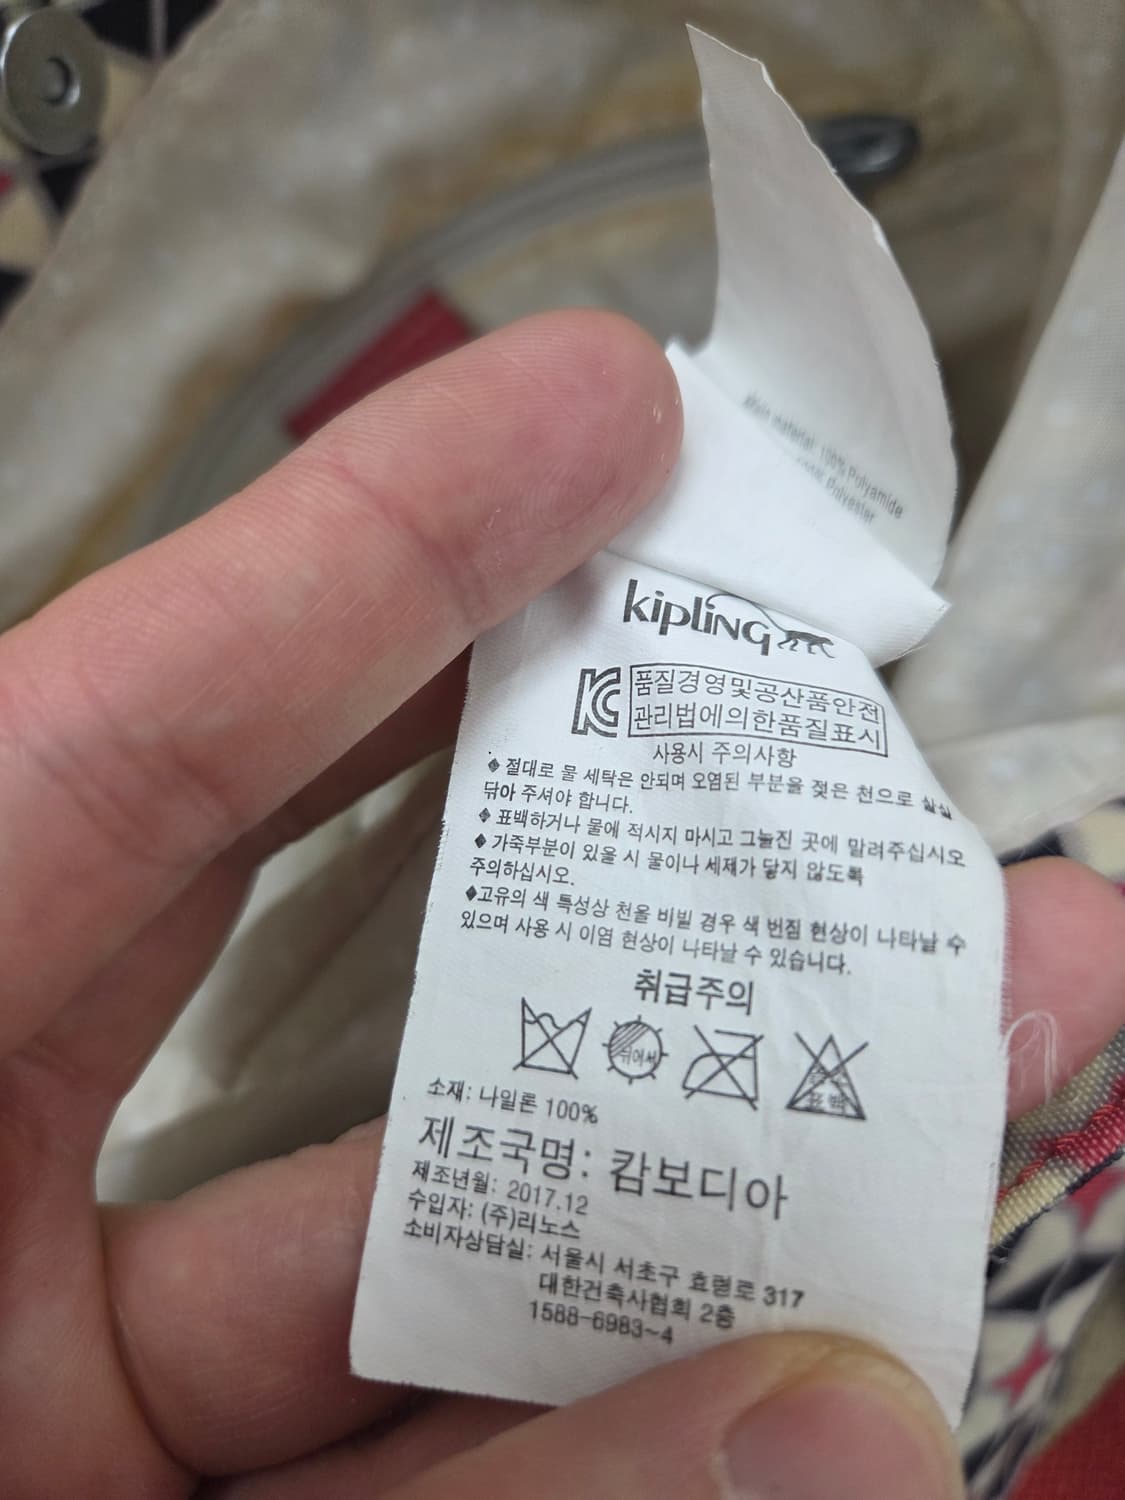 Main material: 100% Polyamide
Polyester
kipling
KC
품질경영및공산품안전
관리법에의한품질표시
사용시 주의사항
◆ 절대로 물 세탁은 안되며 오염된 부분을 젖은 천으로 살살
닦아 주셔야 합니다.
◆ 표백하거나 물에 적시지 마시고 그늘진 곳에 말려주십시오
◆ 가죽부분이 있을 시 물이나 세제가 닿지 않도록
주의하십시오.
◆고유의 색 특성상 천을 비빌 경우 색 번짐 현상이 나타날 수
있으며 사용 시 이염 현상이 나타날 수 있습니다.
취급주의
뉘어서
표백
소재: 나일론 100%
제조국명: 캄보디아
제조년월: 2017.12
수입자: (주)리노스
소비자상담실: 서울시 서초구 효령로 317
대한건축사협회 2층
1588-6983~4